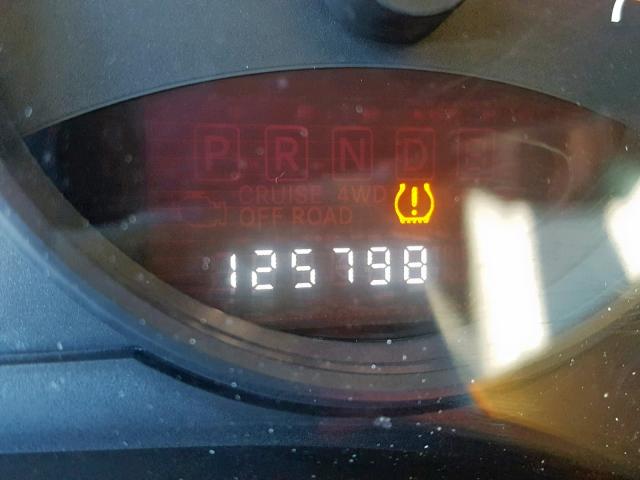 P R N D
CRUISE 4WD
OFF ROAD
125798